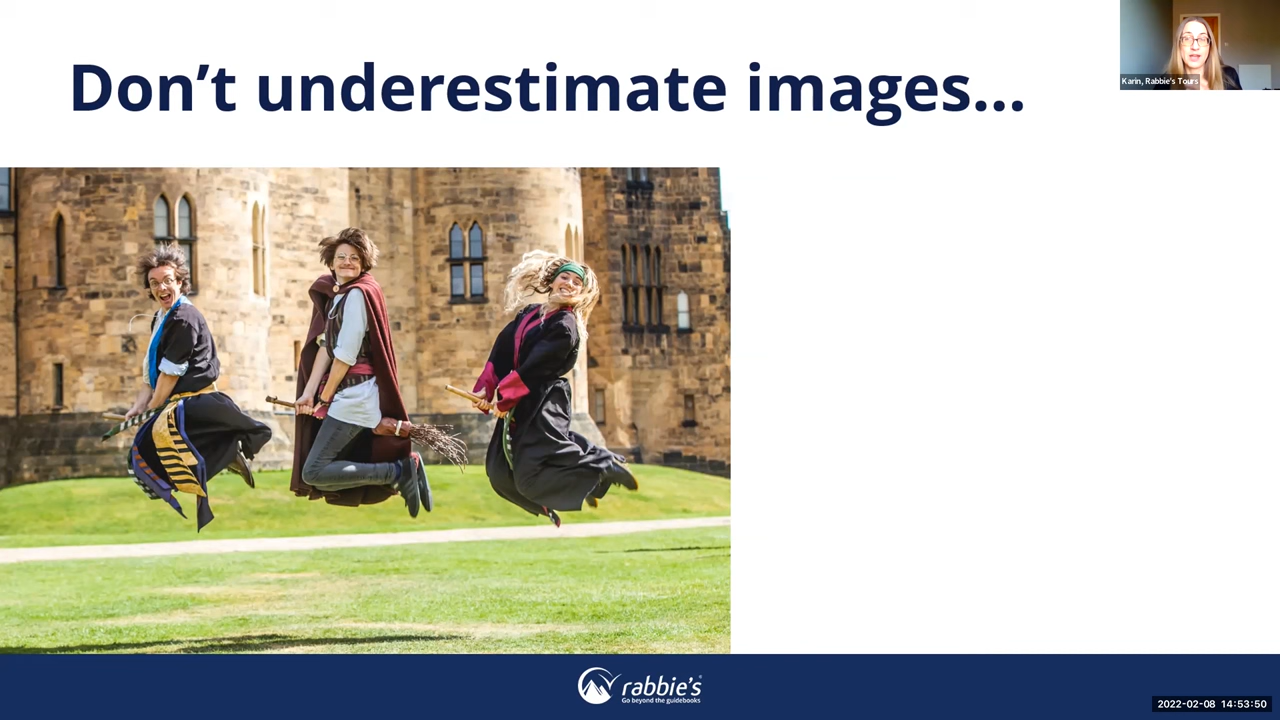 Don't underestimate images...
Karin, Rabbie's Tours
rabbie's
Go beyond the guidebooks
2022-02-08 14:53:50